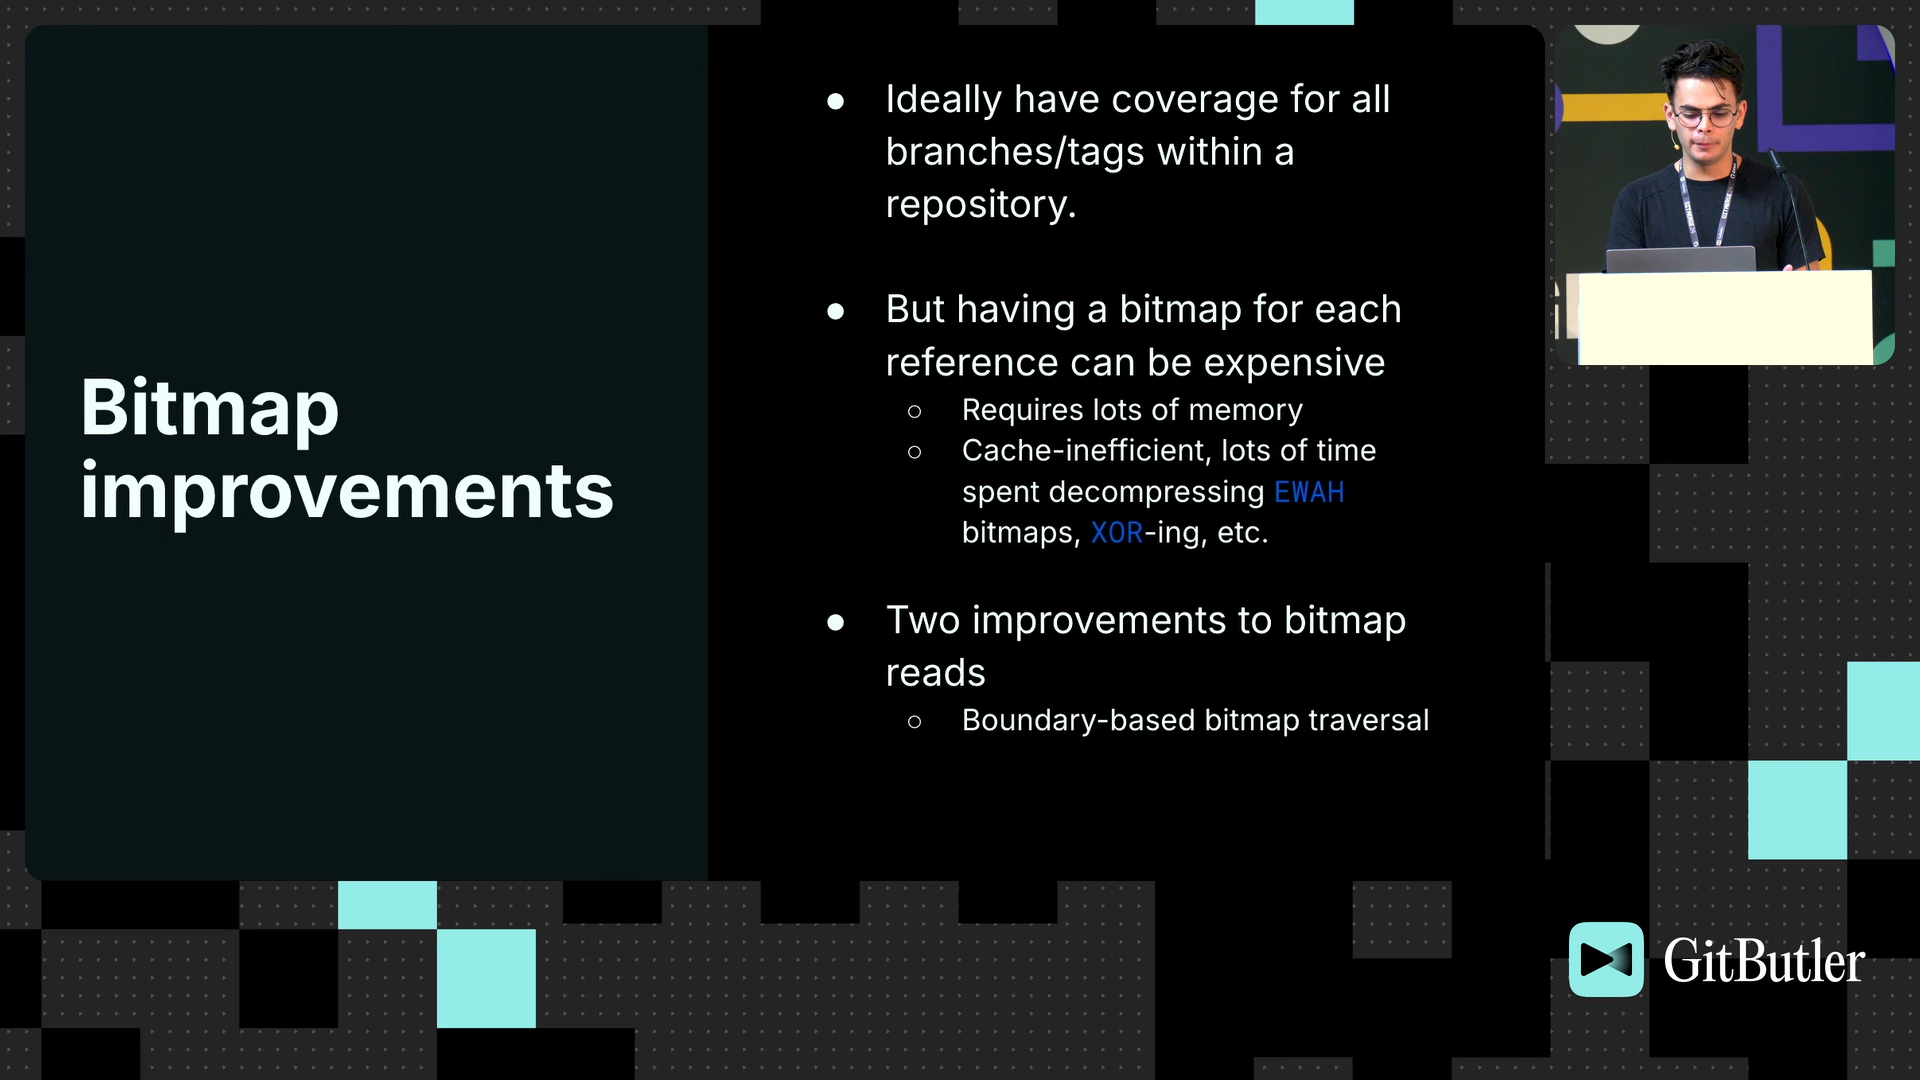 Bitmap
improvements
● Ideally have coverage for all
branches/tags within a
repository.
● But having a bitmap for each
reference can be expensive
○ Requires lots of memory
○ Cache-inefficient, lots of time
spent decompressing EWAH
bitmaps, XOR-ing, etc.
● Two improvements to bitmap
reads
○ Boundary-based bitmap traversal
GitButler